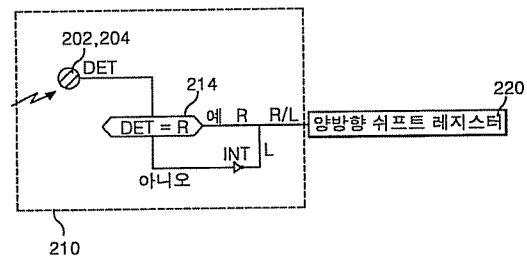 202,204
DET
214
220
DET = R
예 R R/L
양방향 쉬프트 레지스터
INT
L
아니오
210